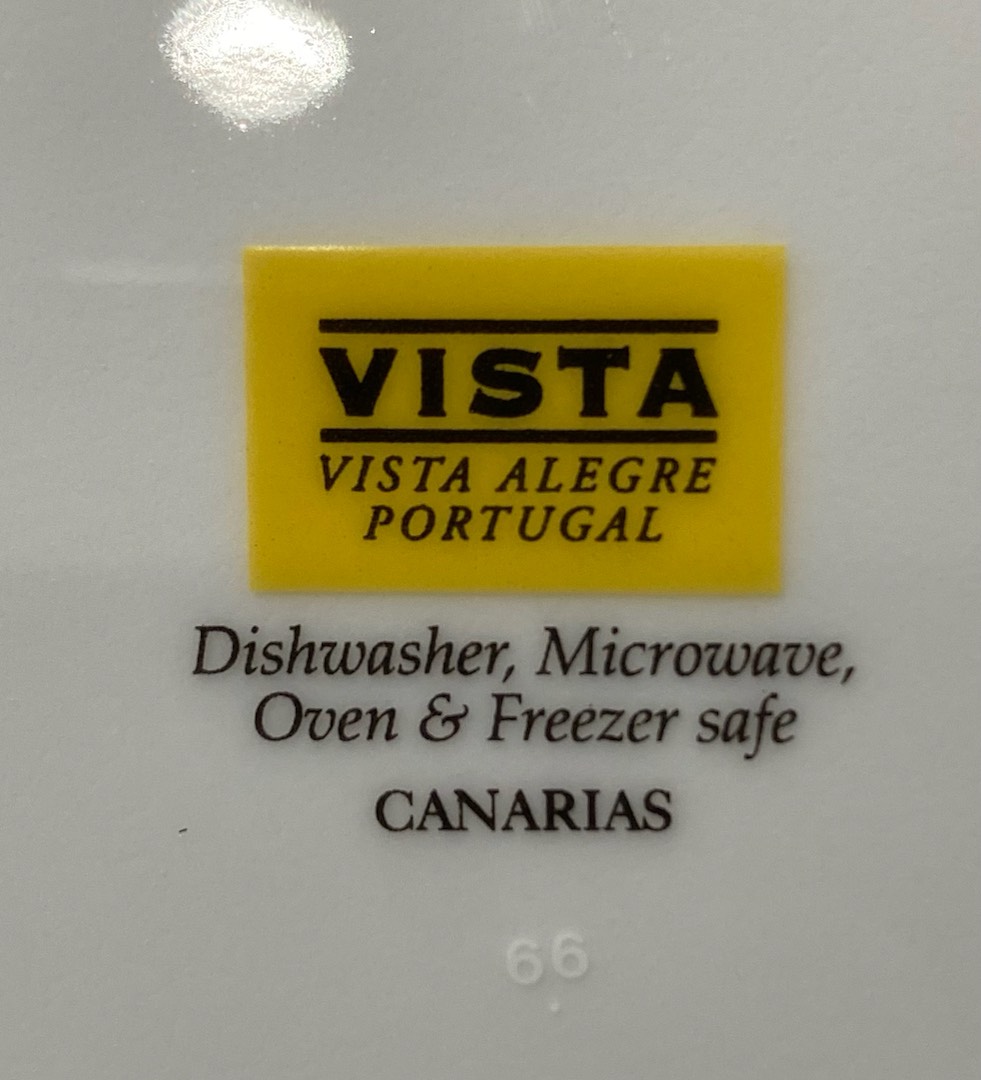 VISTA
VISTA ALEGRE
PORTUGAL
Dishwasher, Microwave,
Oven & Freezer safe
CANARIAS
66